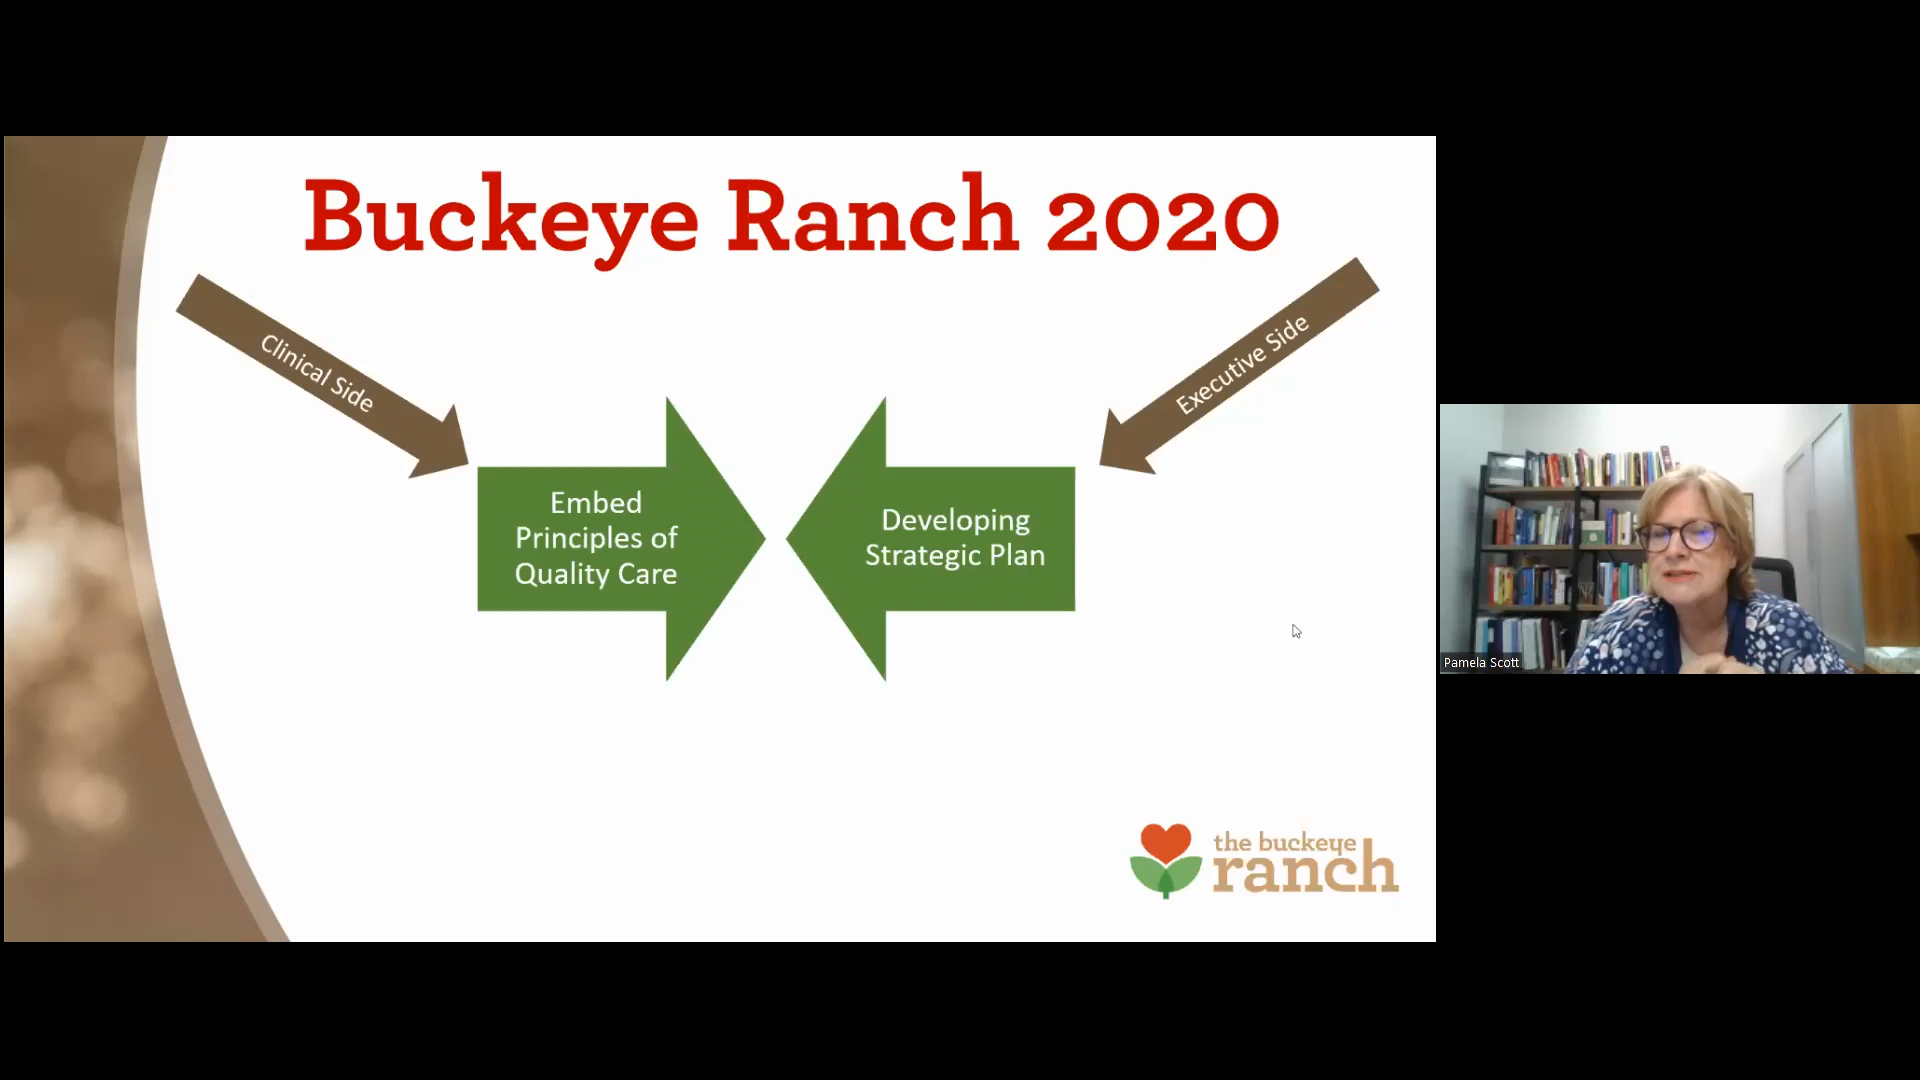 Buckeye Ranch 2020
Clinical Side
Executive Side
Embed
Principles of
Quality Care
Developing
Strategic Plan
the buckeye
ranch
Pamela Scott